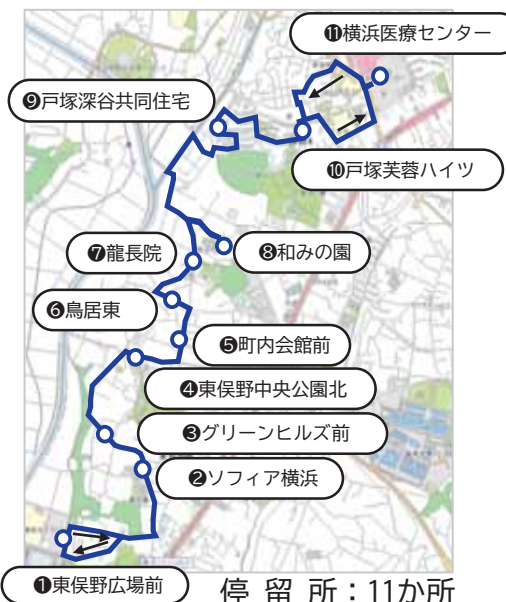 ⓫横浜医療センター
❾戸塚深谷共同住宅
❿戸塚芙蓉ハイツ
❼龍長院
❽和みの園
❻鳥居東
❺町内会館前
❹東俣野中央公園北
❸グリーンヒルズ前
❷ソフィア横浜
❶東俣野広場前
停留所：11か所